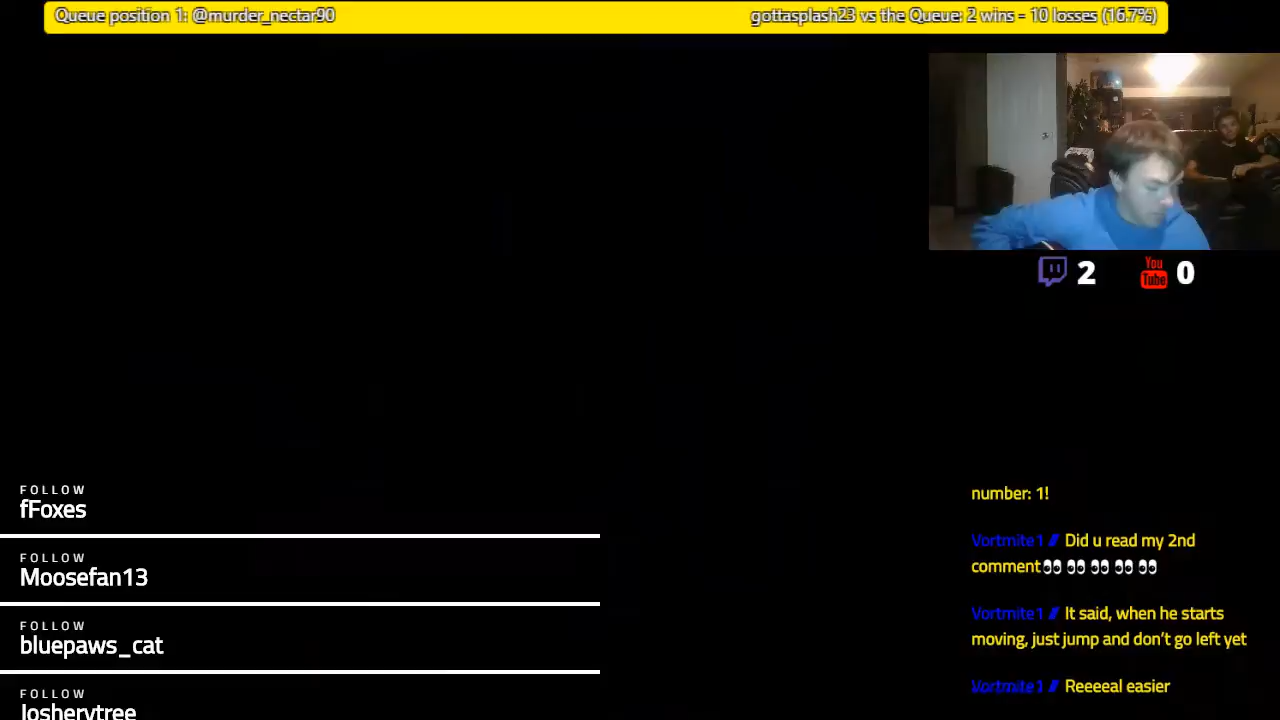 Queue position 1: @murder_nectar90
gottasplash23 vs the Queue: 2 wins - 10 losses (16.7%)
2
You
Tube
0
FOLLOW
fFoxes
FOLLOW
Moosefan13
FOLLOW
bluepaws_cat
FOLLOW
Josherytree
number: 1!
Vortmite1 // Did u read my 2nd
comment👀 👀 👀 👀 👀
Vortmite1 // It said, when he starts
moving, just jump and don't go left yet
Vortmite1 // Reeeeal easier